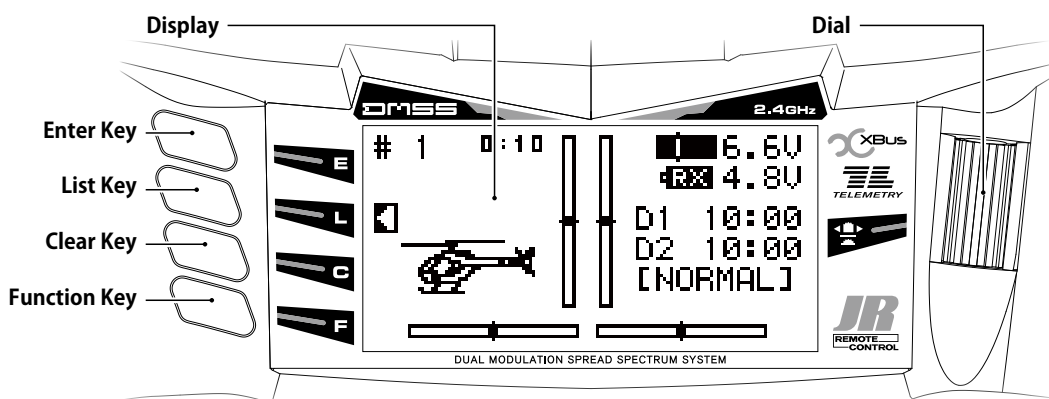 Display
Dial
DMSS
2.4GHz
Enter Key
List Key
Clear Key
Function Key
E
L
C
F
# 1 0:10
6.6V
RX 4.8V
D1 10:00
D2 10:00
[NORMAL]
XBus
TELEMETRY
JR
REMOTE
CONTROL
DUAL MODULATION SPREAD SPECTRUM SYSTEM